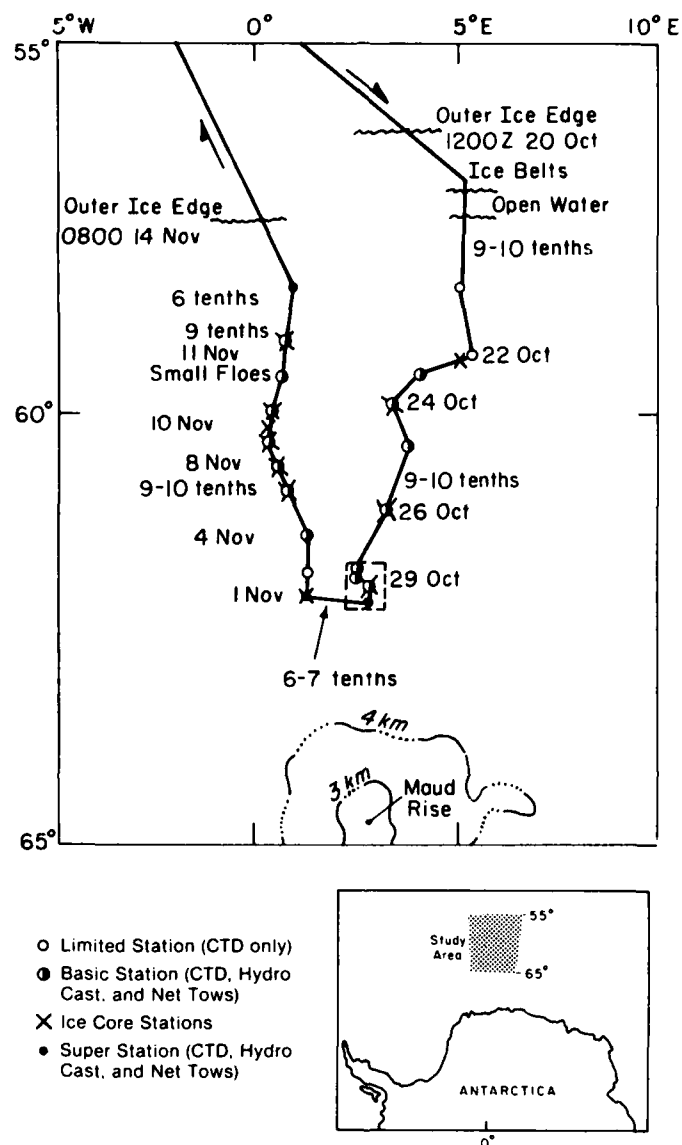 5°W 0° 5°E 10°E
55°
Outer Ice Edge
1200Z 20 Oct
Ice Belts
Open Water
9-10 tenths
Outer Ice Edge
0800 14 Nov
6 tenths
9 tenths
11 Nov
Small Floes
22 Oct
24 Oct
60°
10 Nov
8 Nov
9-10 tenths
9-10 tenths
26 Oct
4 Nov
29 Oct
1 Nov
6-7 tenths
4 km
3 km
Maud
Rise
65°
Limited Station (CTD only)
Basic Station (CTD, Hydro
Cast, and Net Tows)
Ice Core Stations
Super Station (CTD, Hydro
Cast, and Net Tows)
55°
Study
Area
65°
ANTARCTICA
0°